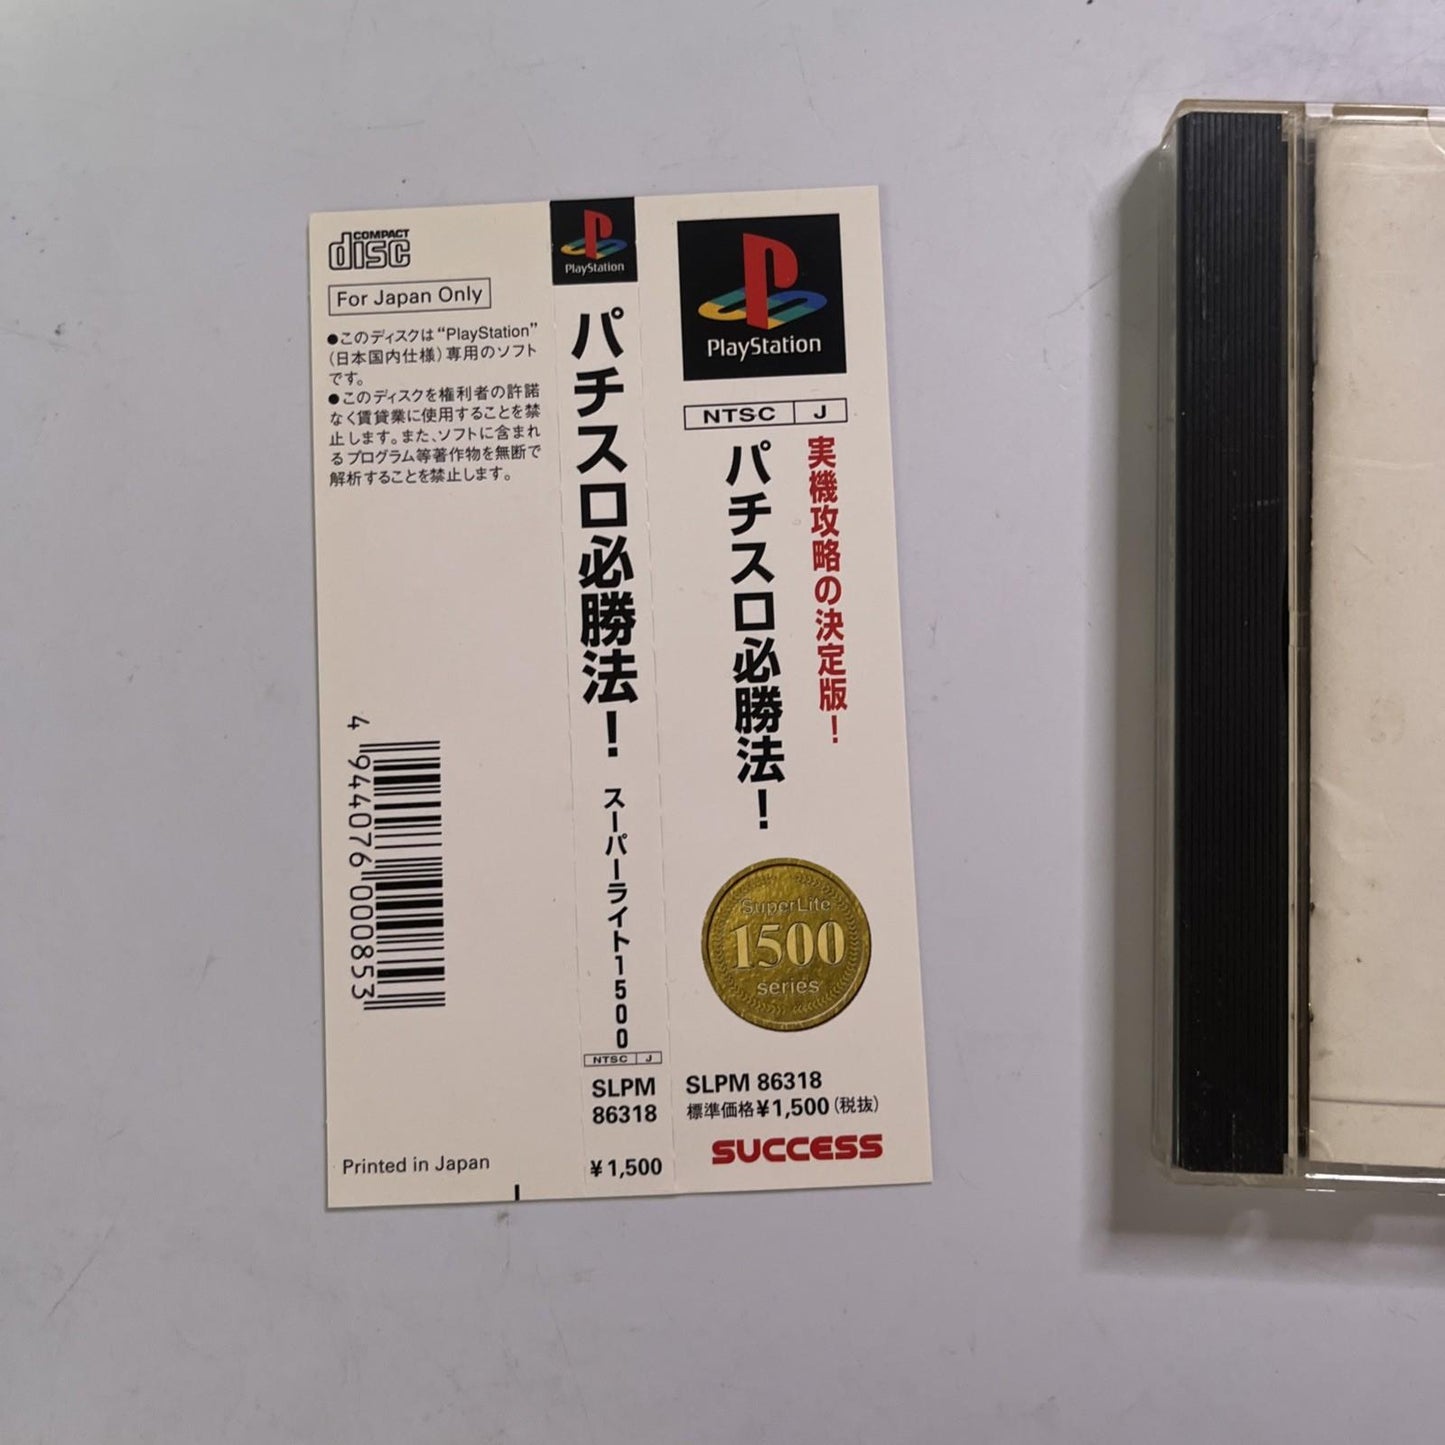 COMPACT
disc
For Japan Only
●このディスクは“PlayStation”
(日本国内仕様)専用のソフト
です。
●このディスクを権利者の許諾
なく賃貸業に使用することを禁
止します。また、ソフトに含まれ
るプログラム等著作物を無断で
解析することを禁止します。
4 944076 000853
Printed in Japan
PlayStation
パチスロ必勝法!
スーパーライト1500
NTSC J
SLPM
86318
¥1,500
PlayStation
NTSC J
実機攻略の決定版!
パチスロ必勝法!
SuperLite
1500
series
SLPM 86318
標準価格¥1,500(税抜)
SUCCESS